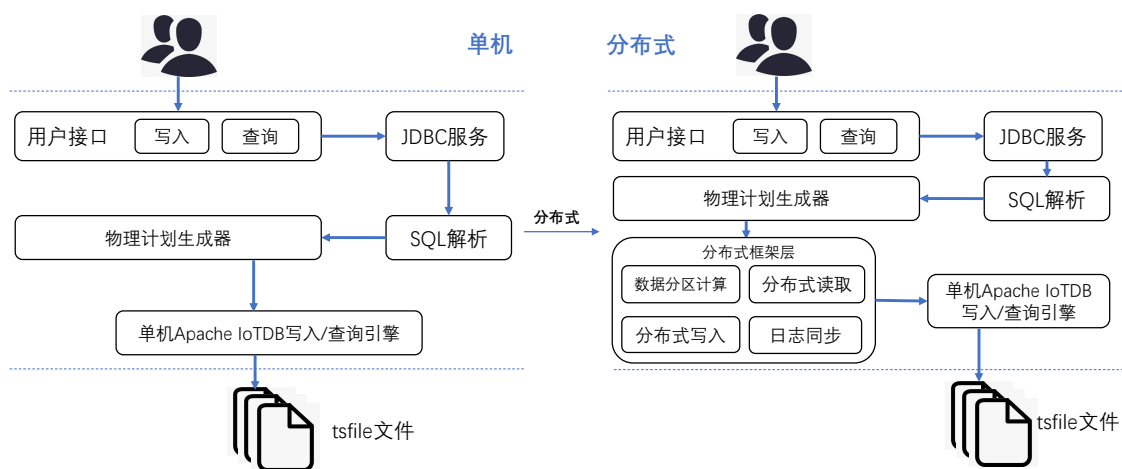 单机
用户接口
写入
查询
JDBC服务
物理计划生成器
SQL解析
单机Apache IoTDB写入/查询引擎
tsfile文件
分布式
分布式
用户接口
写入
查询
JDBC服务
物理计划生成器
SQL解析
分布式框架层
数据分区计算
分布式读取
分布式写入
日志同步
单机Apache IoTDB
写入/查询引擎
tsfile文件